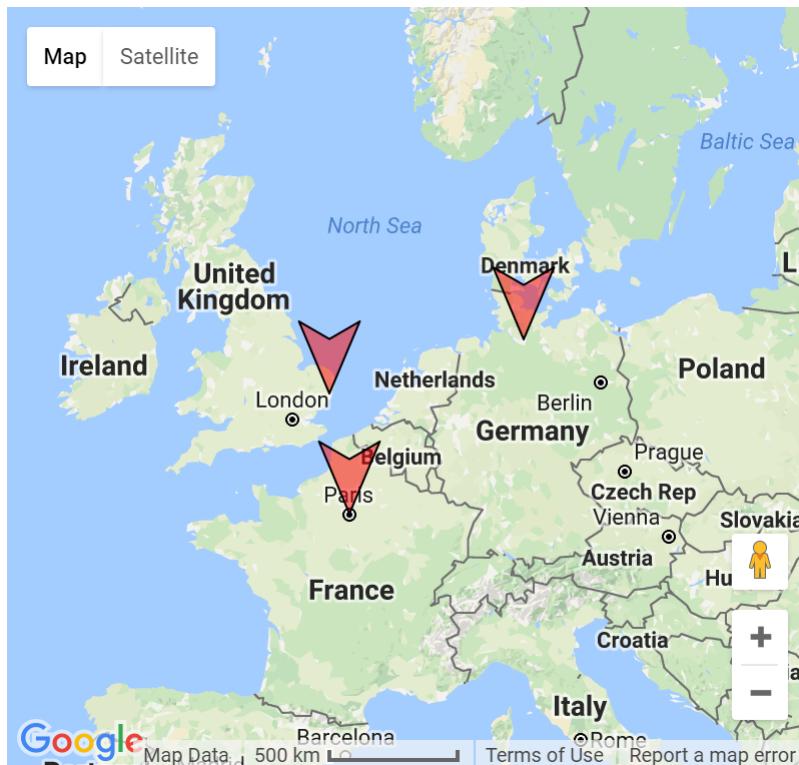 Map Satellite
Baltic Sea
North Sea
Denmark
United
Kingdom
Ireland
London
Netherlands
Berlin
Poland
Germany
Belgium
Paris
Prague
Czech Rep
Vienna
Slovakia
Austria
Hu
France
Croatia
Italy
Barcelona
Rome
Google
Map Data 500 km Terms of Use Report a map error